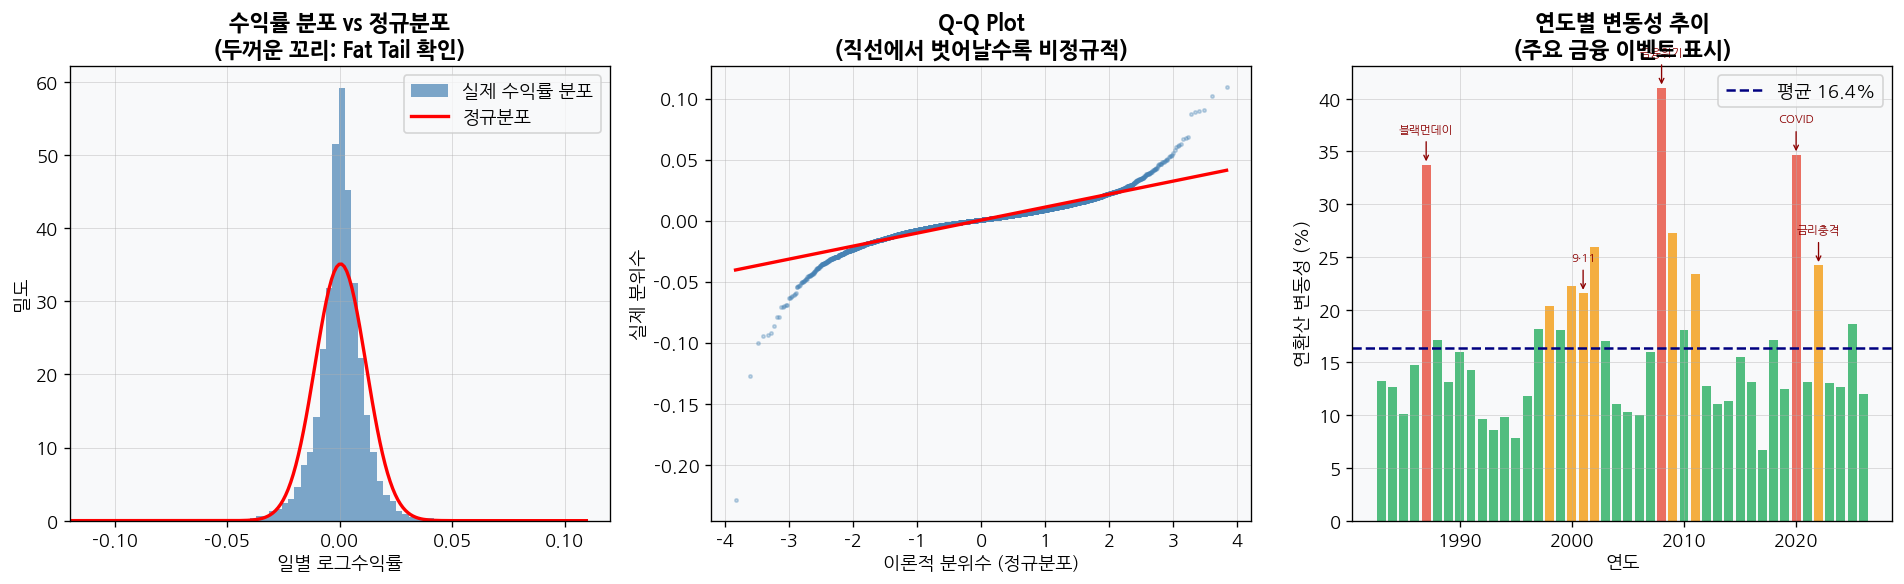 수익률 분포 vs 정규분포
(두꺼운 꼬리: Fat Tail 확인)
실제 수익률 분포
정규분포
밀도
60
50
40
30
20
10
0
-0.10
-0.05
0.00
0.05
0.10
일별 로그수익률
Q-Q Plot
(직선에서 벗어날수록 비정규적)
실제 분위수
0.10
0.05
0.00
-0.05
-0.10
-0.15
-0.20
-4
-3
-2
-1
0
1
2
3
4
이론적 분위수 (정규분포)
연도별 변동성 추이
(주요 금융 이벤트 표시)
평균 16.4%
블랙먼데이
9·11
COVID
금리충격
연환산 변동성 (%)
40
35
30
25
20
15
10
5
0
1990
2000
2010
2020
연도